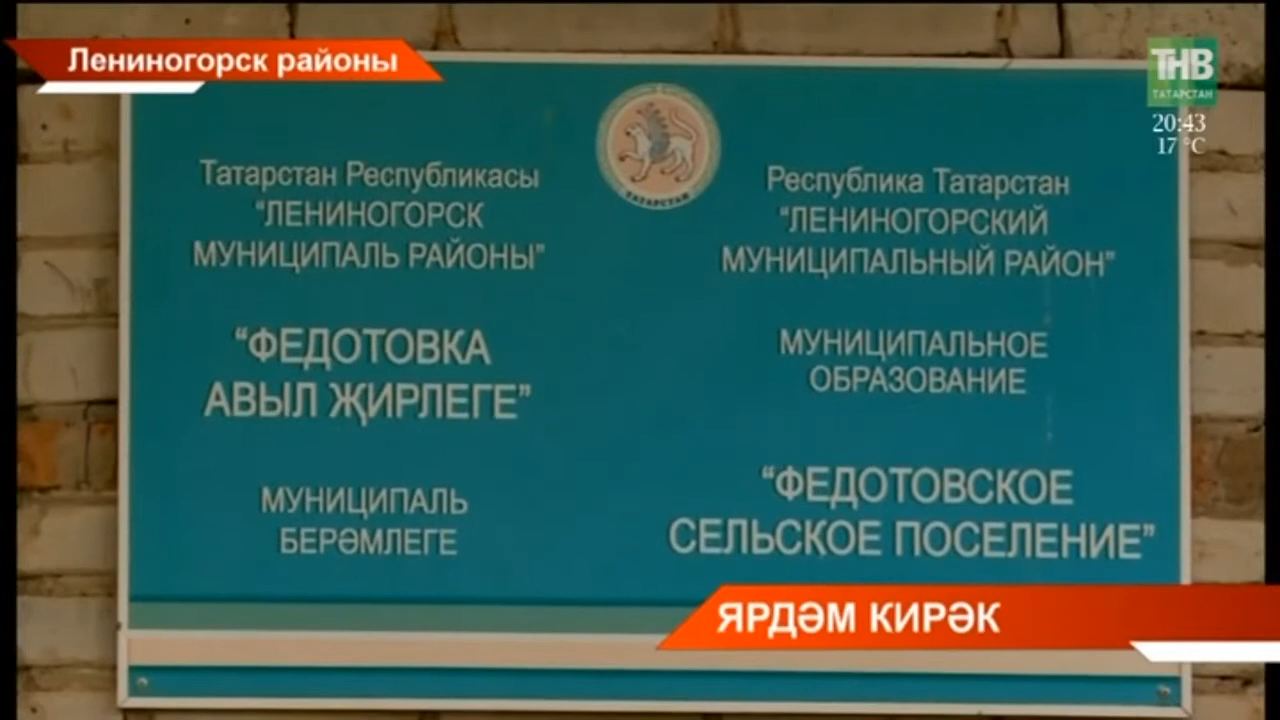 Лениногорск районы
ТНВ
ТАТАРСТАН
20:43
17 °C
ТАТАРСТАН
Татарстан Республикасы
“ЛЕНИНОГОРСК
МУНИЦИПАЛЬ РАЙОНЫ”
“ФЕДОТОВКА
АВЫЛ ҖИРЛЕГЕ”
МУНИЦИПАЛЬ
БЕРӘМЛЕГЕ
Республика Татарстан
“ЛЕНИНОГОРСКИЙ
МУНИЦИПАЛЬНЫЙ РАЙОН”
МУНИЦИПАЛЬНОЕ
ОБРАЗОВАНИЕ
“ФЕДОТОВСКОЕ
СЕЛЬСКОЕ ПОСЕЛЕНИЕ”
ЯРДӘМ КИРӘК